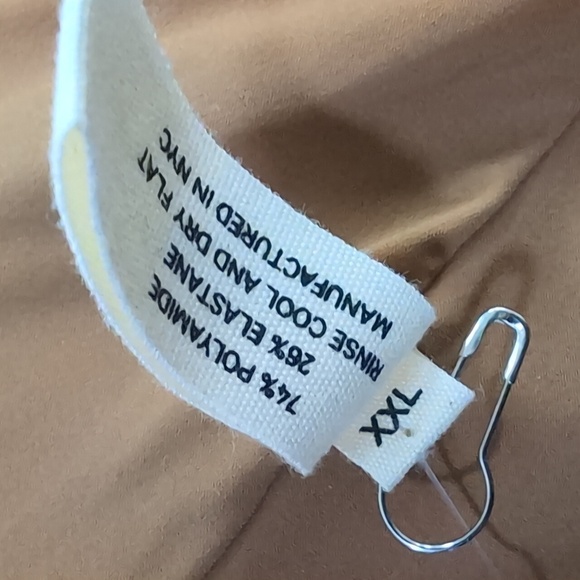 74% POLYAMIDE
26% ELASTANE
RINSE COOL AND DRY FLAT
MANUFACTURED IN NYC
XXL